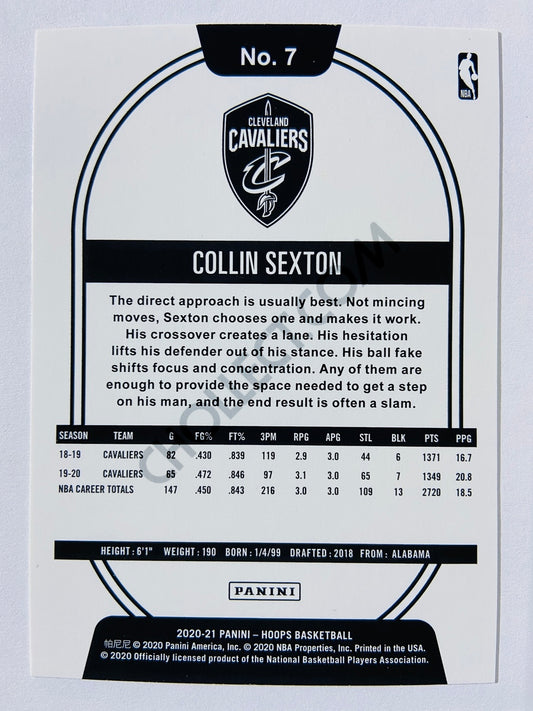 No. 7
NBA
CLEVELAND
CAVALIERS
C
COLLIN SEXTON
The direct approach is usually best. Not mincing
moves, Sexton chooses one and makes it work.
His crossover creates a lane. His hesitation
lifts his defender out of his stance. His ball fake
shifts focus and concentration. Any of them are
enough to provide the space needed to get a step
on his man, and the end result is often a slam.
CHOLLECT.COM
SEASON TEAM G FG% FT% 3PM RPG APG STL BLK PTS PPG
18-19 CAVALIERS 82 .430 .839 119 2.9 3.0 44 6 1371 16.7
19-20 CAVALIERS 65 .472 .846 97 3.1 3.0 65 7 1349 20.8
NBA CAREER TOTALS 147 .450 .843 216 3.0 3.0 109 13 2720 18.5
HEIGHT: 6'1" WEIGHT: 190 BORN: 1/4/99 DRAFTED: 2018 FROM: ALABAMA
PANINI
2020-21 PANINI – HOOPS BASKETBALL
帕尼尼 © 2020 Panini America, Inc. © 2020 NBA Properties, Inc. Printed in the USA.
© 2020 Officially licensed product of the National Basketball Players Association.